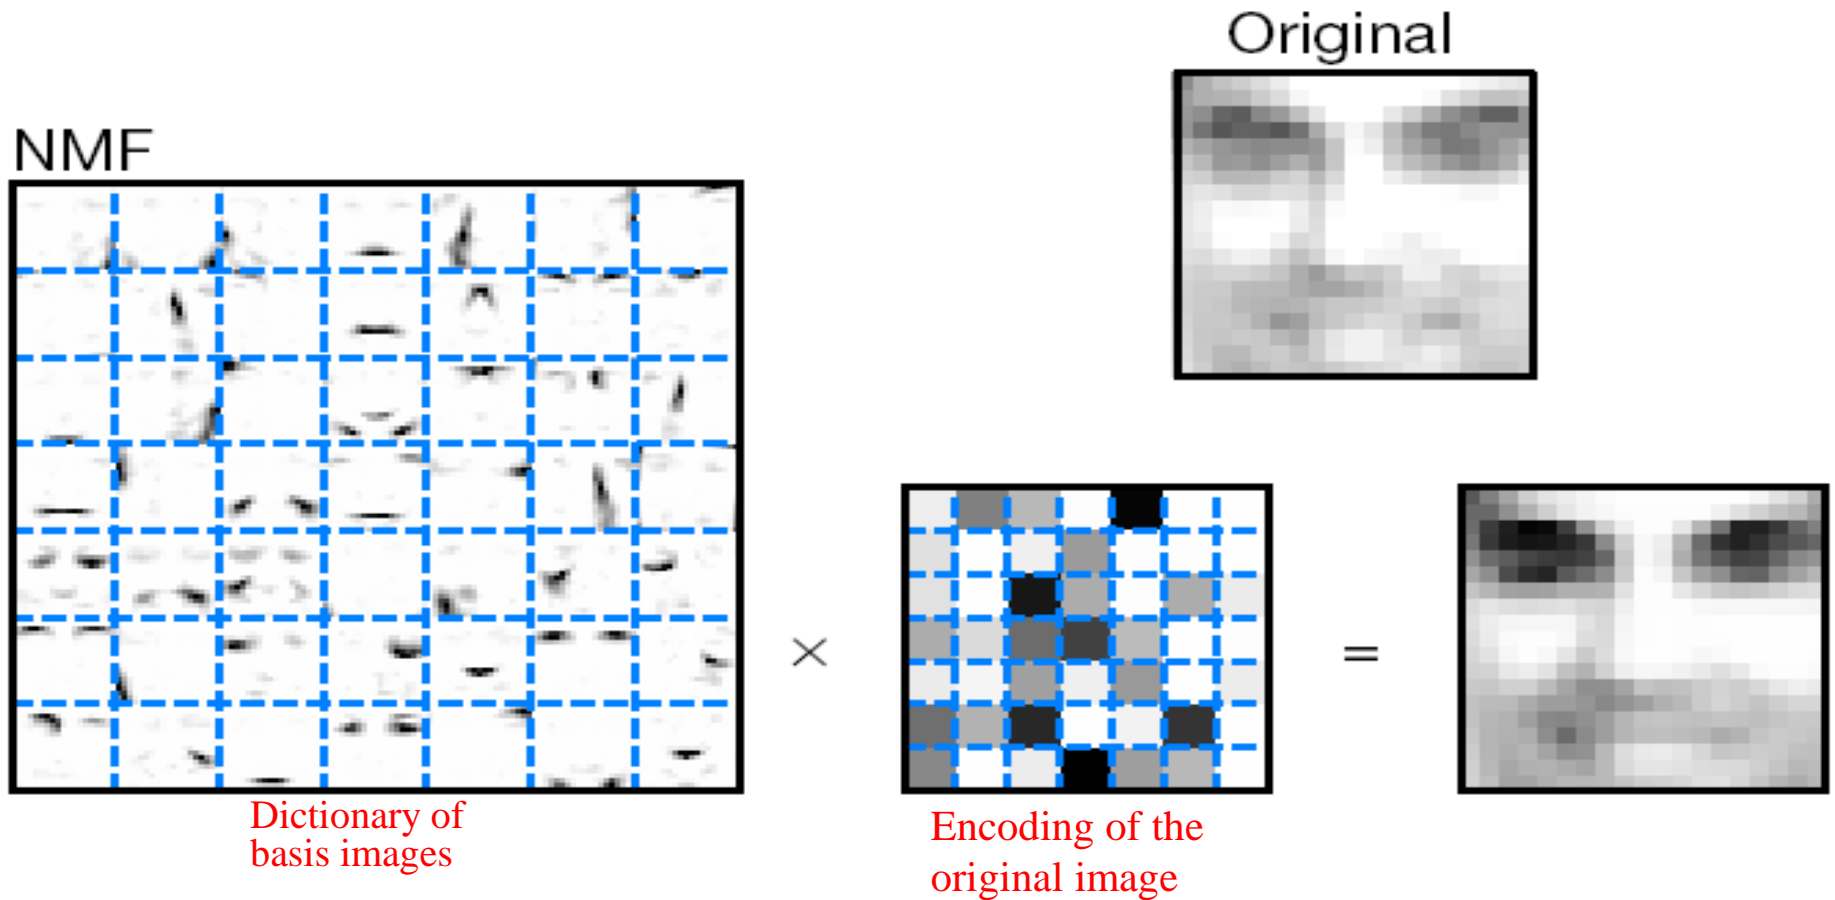 Original
NMF
×
=
Dictionary of
basis images
Encoding of the
original image